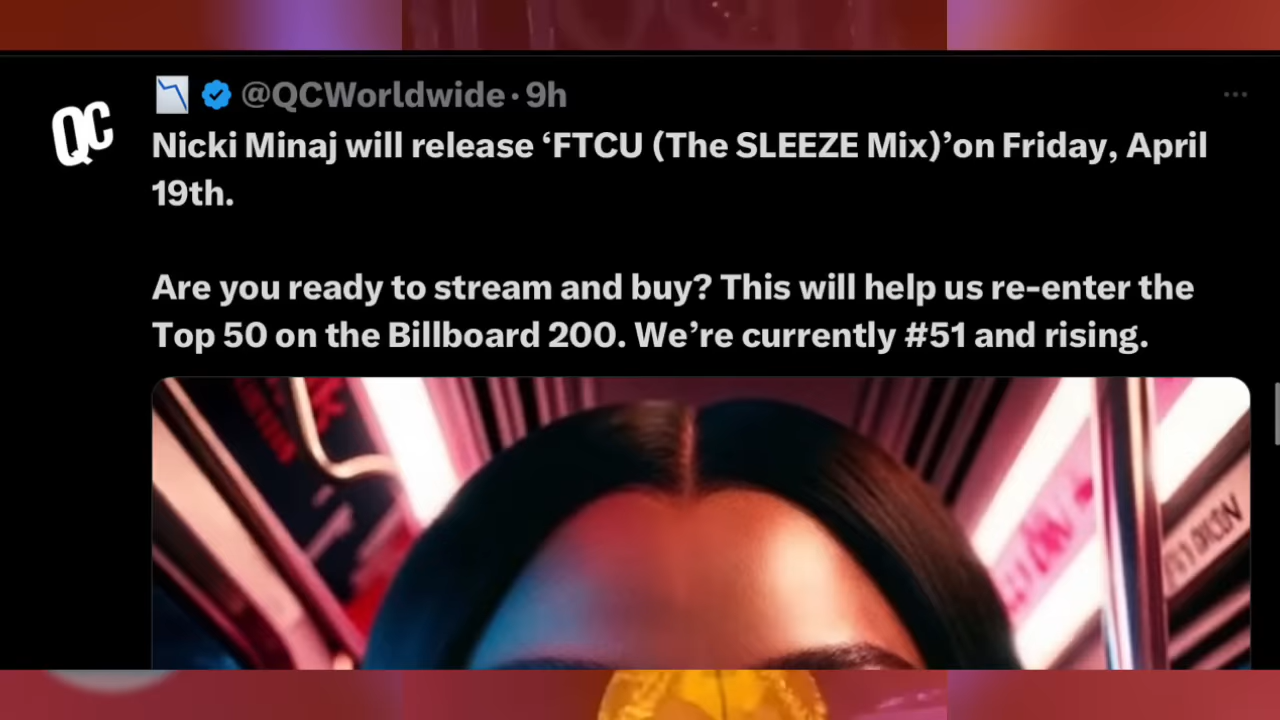 QC
@QCWorldwide · 9h
Nicki Minaj will release ‘FTCU (The SLEEZE Mix)’on Friday, April
19th.
Are you ready to stream and buy? This will help us re-enter the
Top 50 on the Billboard 200. We’re currently #51 and rising.